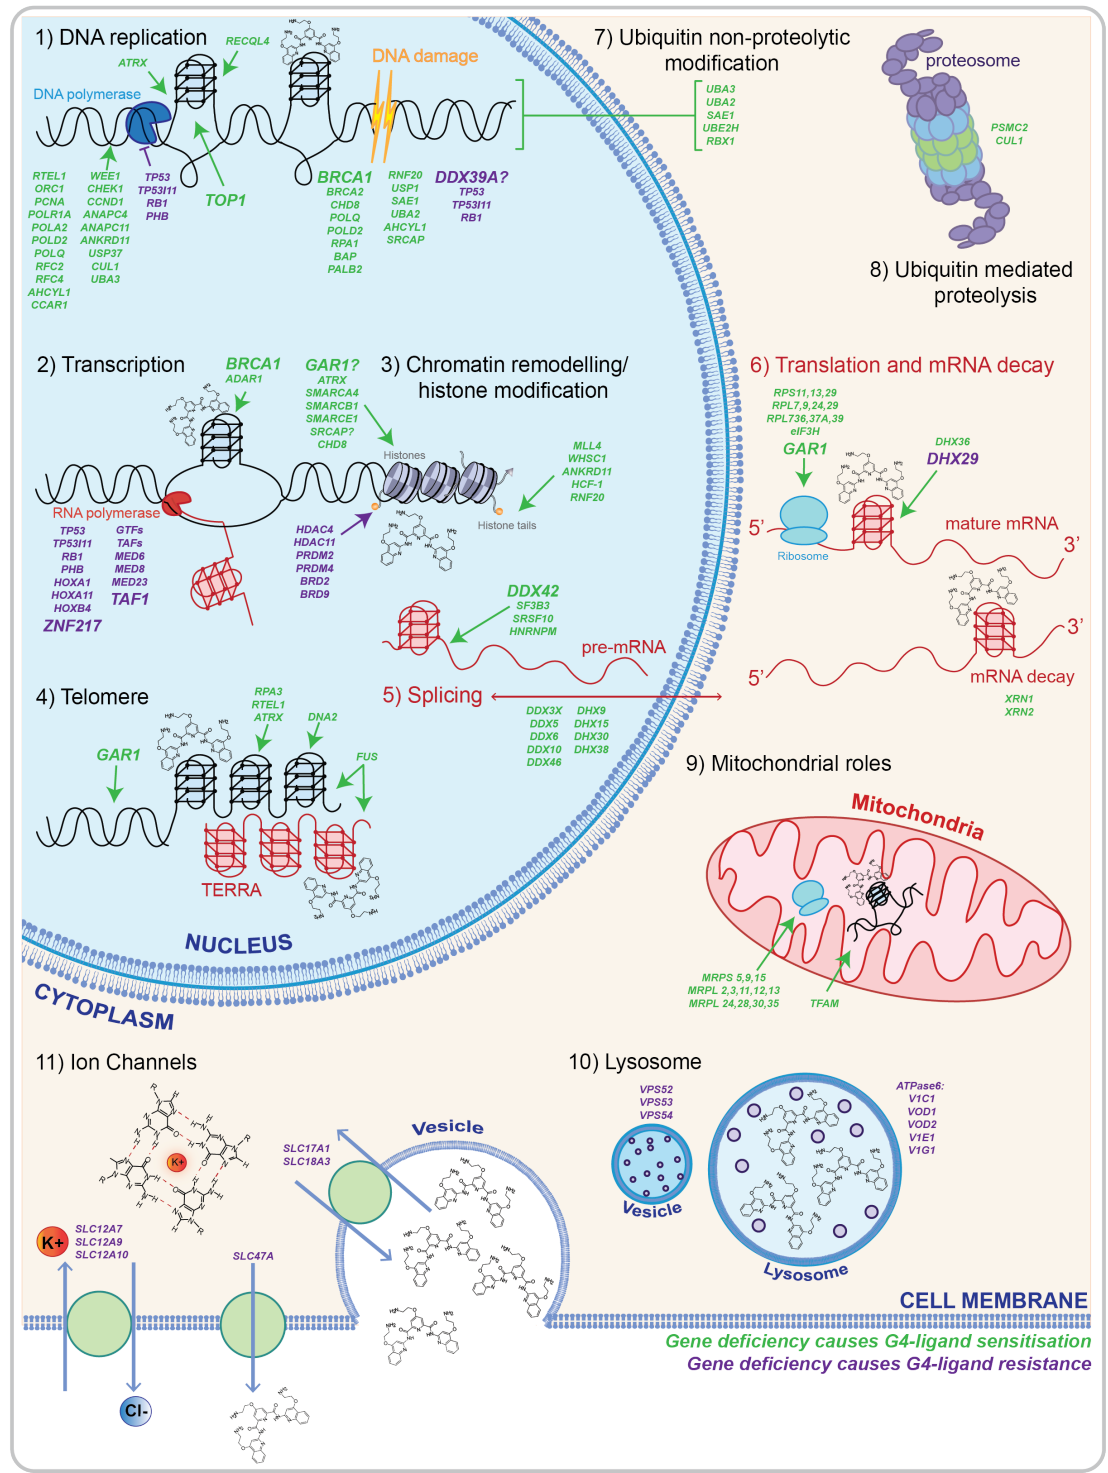 1) DNA replication
RECQL4
ATRX
DNA polymerase
DNA damage
RTEL1
ORC1
PCNA
POLR1A
POLA2
POLD2
POLQ
RFC2
RFC4
AHCYL1
CCAR1
WEE1
CHEK1
CCND1
ANAPC4
ANAPC11
ANKRD11
USP37
CUL1
UBA3
TP53
TP53I11
RB1
PHB
TOP1
BRCA1
BRCA2
CHD8
POLQ
POLD2
RPA1
BAP
PALB2
RNF20
USP1
SAE1
UBA2
AHCYL1
SRCAP
DDX39A?
TP53
TP53I11
RB1
7) Ubiquitin non-proteolytic
modification
UBA3
UBA2
SAE1
UBE2H
RBX1
proteosome
PSMC2
CUL1
8) Ubiquitin mediated
proteolysis
2) Transcription
BRCA1
ADAR1
RNA polymerase
TP53
TP53I11
RB1
PHB
HOXA1
HOXA11
HOXB4
ZNF217
GTFs
TAFs
MED6
MED8
MED23
TAF1
3) Chromatin remodelling/
histone modification
GAR1?
ATRX
SMARCA4
SMARCB1
SMARCE1
SRCAP?
CHD8
Histones
MLL4
WHSC1
ANKRD11
HCF-1
RNF20
Histone tails
HDAC4
HDAC11
PRDM2
PRDM4
BRD2
BRD9
6) Translation and mRNA decay
RPS11,13,29
RPL7,9,24,29
RPL736,37A,39
eIF3H
GAR1
DHX36
DHX29
5’
Ribosome
mature mRNA
3’
5’
3’
mRNA decay
XRN1
XRN2
DDX42
SF3B3
SRSF10
HNRNPM
pre-mRNA
5) Splicing
DDX3X
DDX5
DDX6
DDX10
DDX46
DHX9
DHX15
DHX30
DHX38
4) Telomere
GAR1
RPA3
RTEL1
ATRX
DNA2
FUS
TERRA
NUCLEUS
CYTOPLASM
9) Mitochondrial roles
Mitochondria
MRPS 5,9,15
MRPL 2,3,11,12,13
MRPL 24,28,30,35
TFAM
11) Ion Channels
K+
K+
SLC12A7
SLC12A9
SLC12A10
Cl-
SLC47A
SLC17A1
SLC18A3
Vesicle
10) Lysosome
VPS52
VPS53
VPS54
Vesicle
Lysosome
ATPase6:
V1C1
VOD1
VOD2
V1E1
V1G1
CELL MEMBRANE
Gene deficiency causes G4-ligand sensitisation
Gene deficiency causes G4-ligand resistance